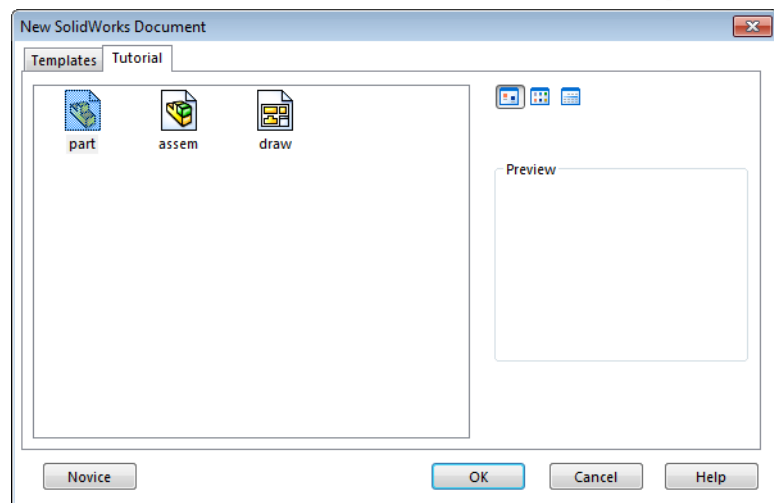 New SolidWorks Document
Templates Tutorial
part assem draw
Preview
Novice OK Cancel Help